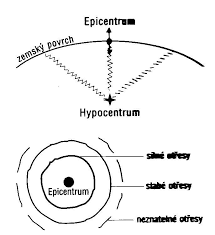 Epicentrum
zemský povrch
Hypocentrum
silné otřesy
slabé otřesy
Epicentrum
neznatelné otřesy